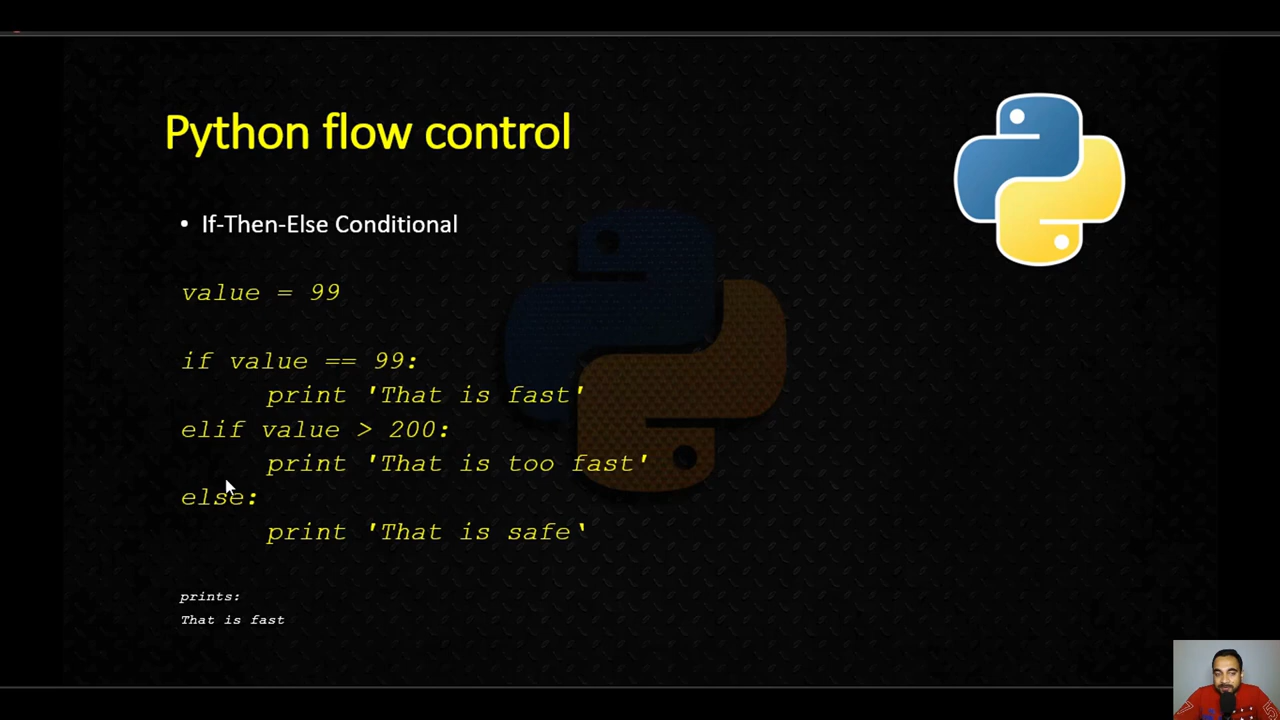 Python flow control
• If-Then-Else Conditional
value = 99
if value == 99:
print 'That is fast'
elif value > 200:
print 'That is too fast'
else:
print 'That is safe‛
prints:
That is fast